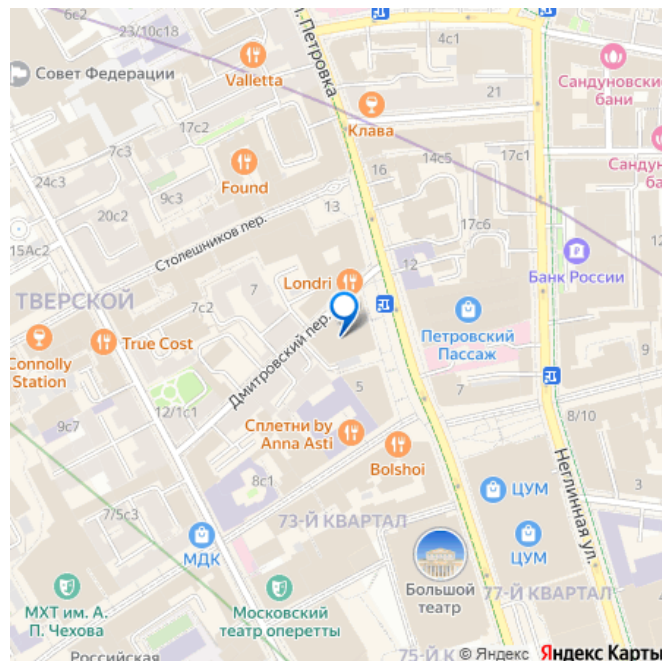 6с2
23/10с18
4с1
л. Петровка
Совет Федерации
Valletta
Сандуновские
бани
21
Клава
17с2
7с3
14с5
17с1
Санду
ба
24с3
Found
16
9с3
20с2
13
17с6
15Ас2
Столешников пер.
12
Банк России
Londri
7
ТВЕРСКОЙ
7с2
Петровский
Пассаж
True Cost
Connolly
Station
Дмитровский пер.
5
7
12/1с1
8/10
9с7
Сплетни by
Anna Asti
Bolshoi
Неглинная ул.
8с1
ЦУМ
3
7/5с3
73-Й КВАРТАЛ
МДК
ЦУМ
Большой
театр
77-Й КВАРТАЛ
МХТ им. А.
П. Чехова
Московский
театр оперетты
Российская
75-Й К
© Яндекс Яндекс Карты